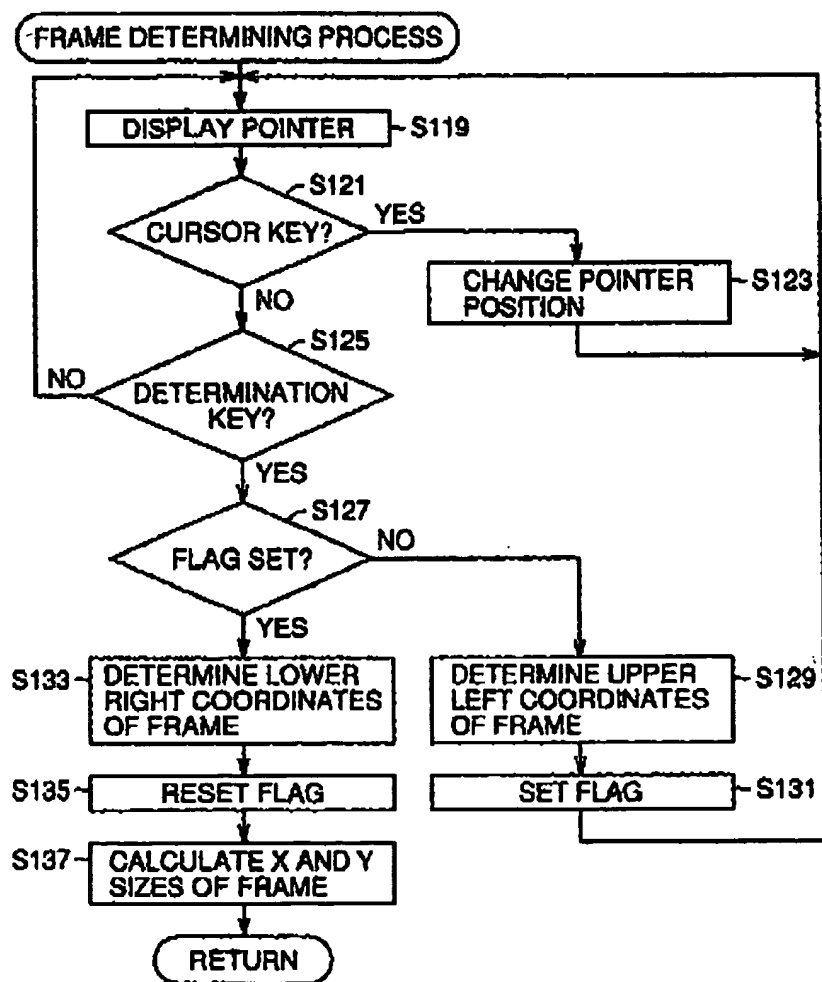 FRAME DETERMINING PROCESS
DISPLAY POINTER
S119
S121
CURSOR KEY?
YES
CHANGE POINTER
POSITION
S123
NO
S125
NO
DETERMINATION
KEY?
YES
S127
FLAG SET?
NO
YES
S133
DETERMINE LOWER
RIGHT COORDINATES
OF FRAME
DETERMINE UPPER
LEFT COORDINATES
OF FRAME
S129
S135
RESET FLAG
SET FLAG
S131
S137
CALCULATE X AND Y
SIZES OF FRAME
RETURN